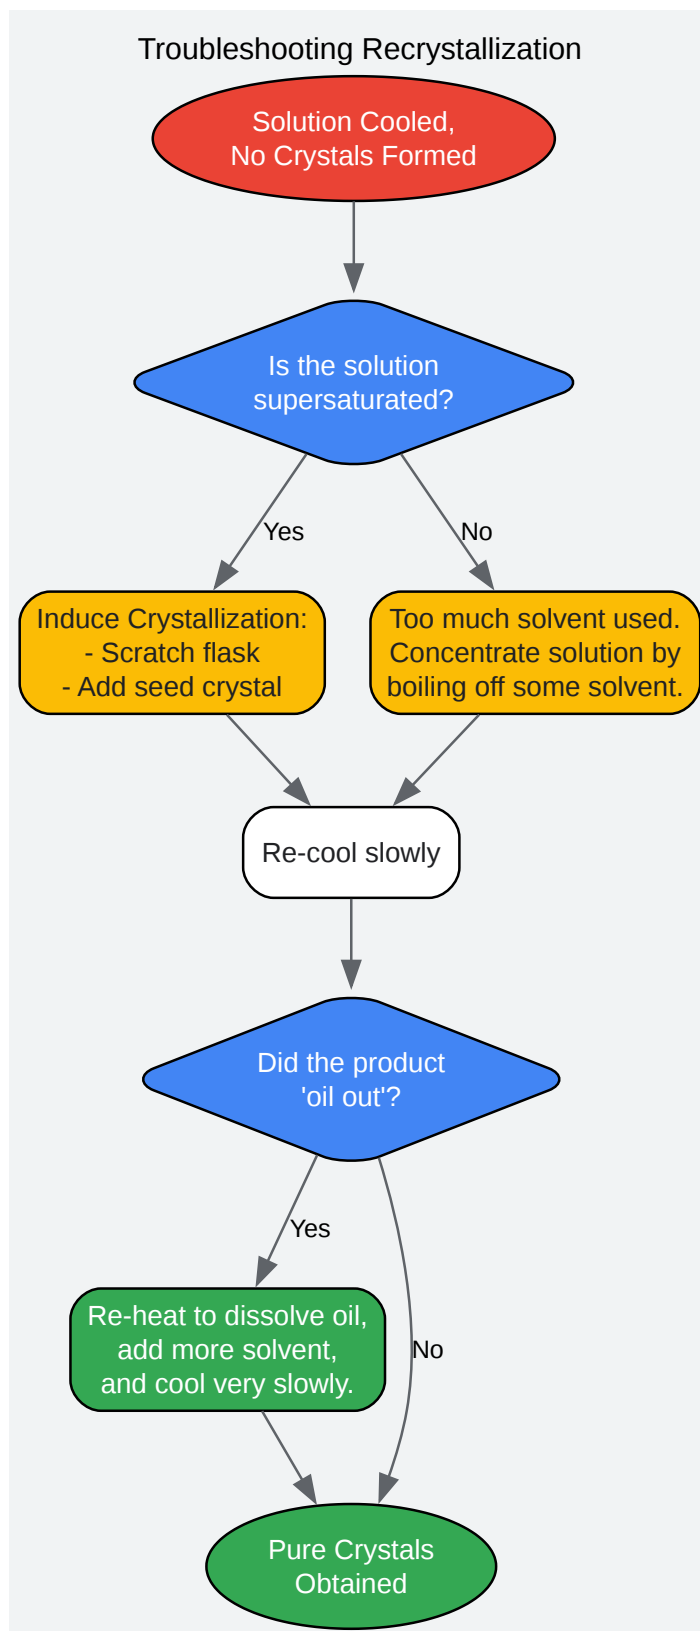 Troubleshooting Recrystallization
Solution Cooled,
No Crystals Formed
Is the solution
supersaturated?
Yes
No
Induce Crystallization:
- Scratch flask
- Add seed crystal
Too much solvent used.
Concentrate solution by
boiling off some solvent.
Re-cool slowly
Did the product
'oil out'?
Yes
Re-heat to dissolve oil,
add more solvent,
and cool very slowly.
No
Pure Crystals
Obtained